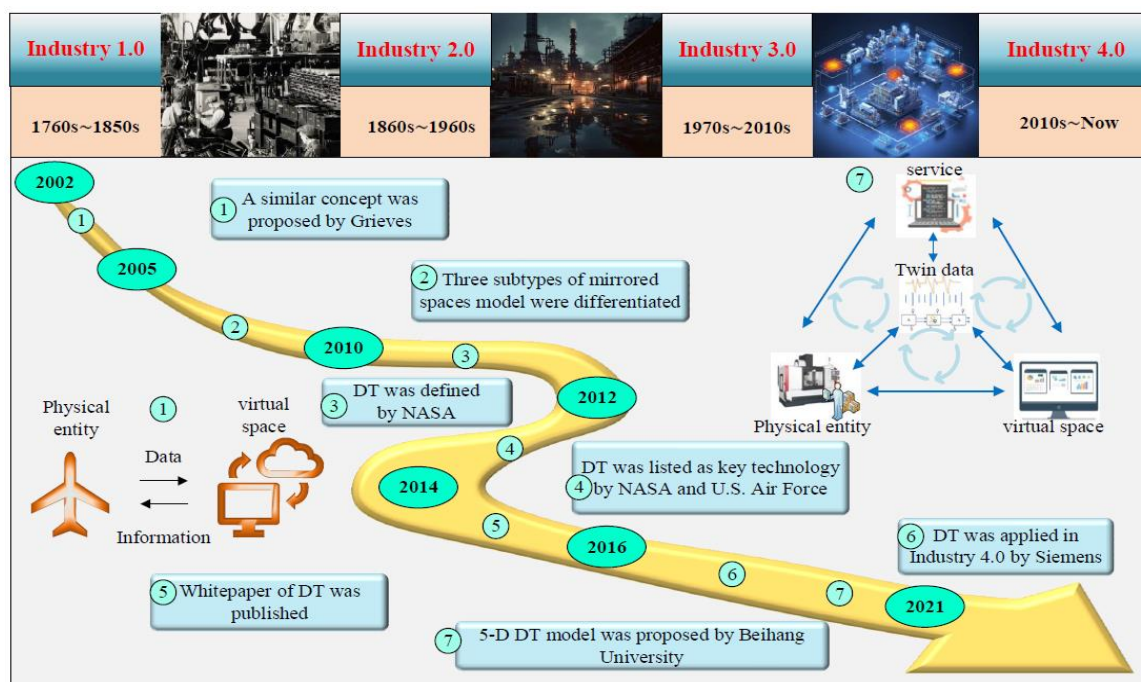 Industry 1.0
Industry 2.0
Industry 3.0
Industry 4.0
1760s~1850s
1860s~1960s
1970s~2010s
2010s~Now
2002
1
2005
2
2010
3
2012
4
2014
5
2016
6
7
2021
1
A similar concept was
proposed by Grieves
2
Three subtypes of mirrored
spaces model were differentiated
3
DT was defined
by NASA
4
DT was listed as key technology
by NASA and U.S. Air Force
5
Whitepaper of DT was
published
6
DT was applied in
Industry 4.0 by Siemens
7
5-D DT model was proposed by Beihang
University
1
Physical
entity
virtual
space
Data
Information
7
service
Twin data
Physical entity
virtual space